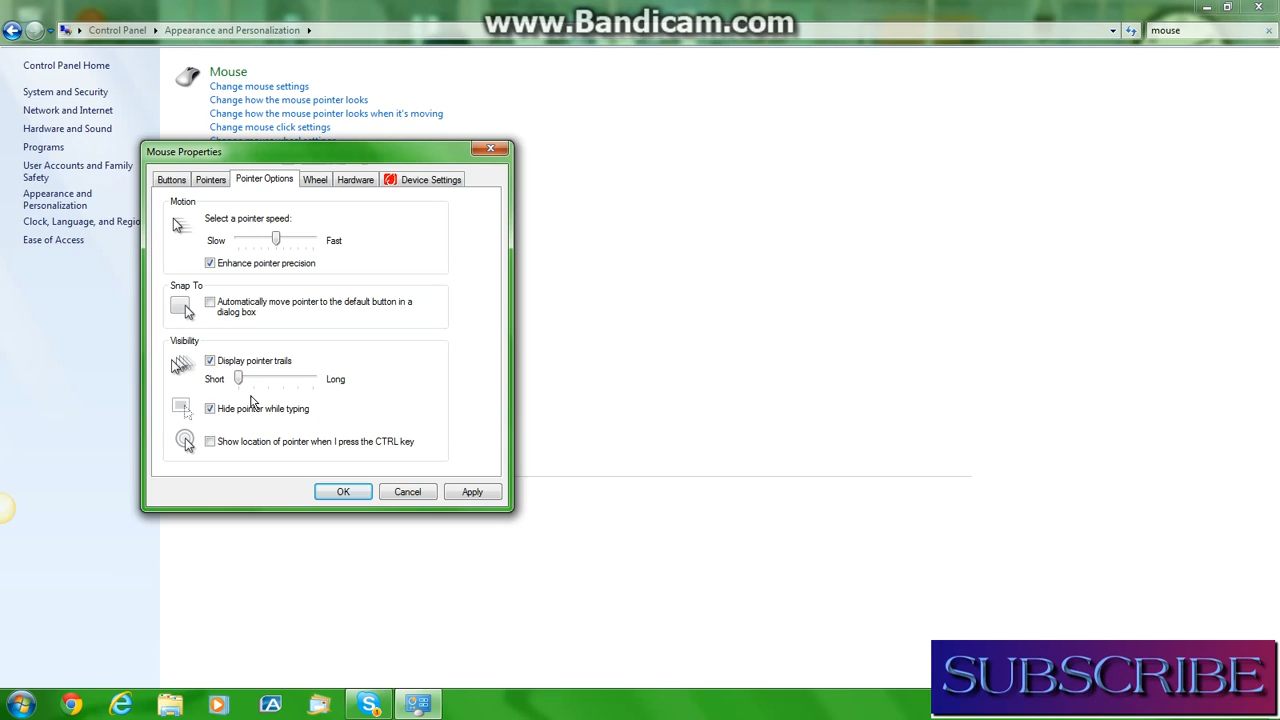 www.Bandicam.com
Control Panel Appearance and Personalization mouse
Control Panel Home
System and Security
Network and Internet
Hardware and Sound
Programs
User Accounts and Family
Safety
Appearance and
Personalization
Clock, Language, and Regio
Ease of Access
Mouse
Change mouse settings
Change how the mouse pointer looks
Change how the mouse pointer looks when it's moving
Change mouse click settings
Mouse Properties
Buttons Pointers Pointer Options Wheel Hardware Device Settings
Motion
Select a pointer speed:
Slow Fast
Enhance pointer precision
Snap To
Automatically move pointer to the default button in a
dialog box
Visibility
Display pointer trails
Short Long
Hide pointer while typing
Show location of pointer when I press the CTRL key
OK Cancel Apply
SUBSCRIBE